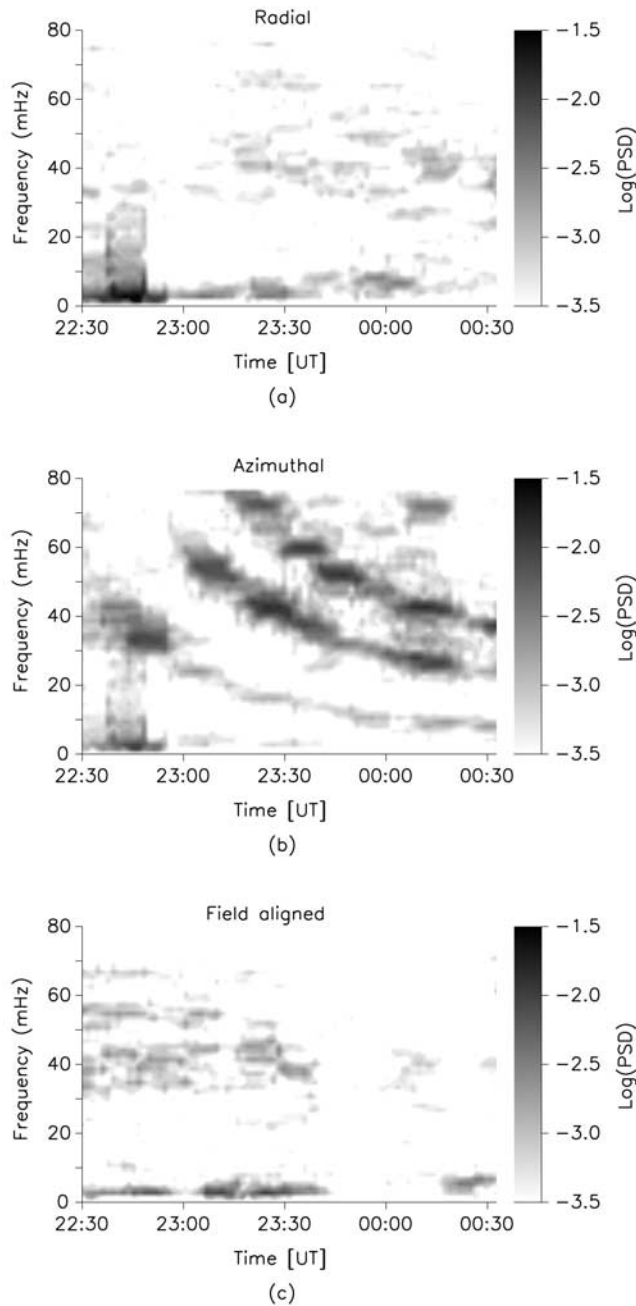 Radial
80
60
40
20
0
Frequency (mHz)
22:30 23:00 23:30 00:00 00:30
Time [UT]
−1.5
−2.0
−2.5
−3.0
−3.5
Log(PSD)
(a)
Azimuthal
80
60
40
20
0
Frequency (mHz)
22:30 23:00 23:30 00:00 00:30
Time [UT]
−1.5
−2.0
−2.5
−3.0
−3.5
Log(PSD)
(b)
Field aligned
80
60
40
20
0
Frequency (mHz)
22:30 23:00 23:30 00:00 00:30
Time [UT]
−1.5
−2.0
−2.5
−3.0
−3.5
Log(PSD)
(c)